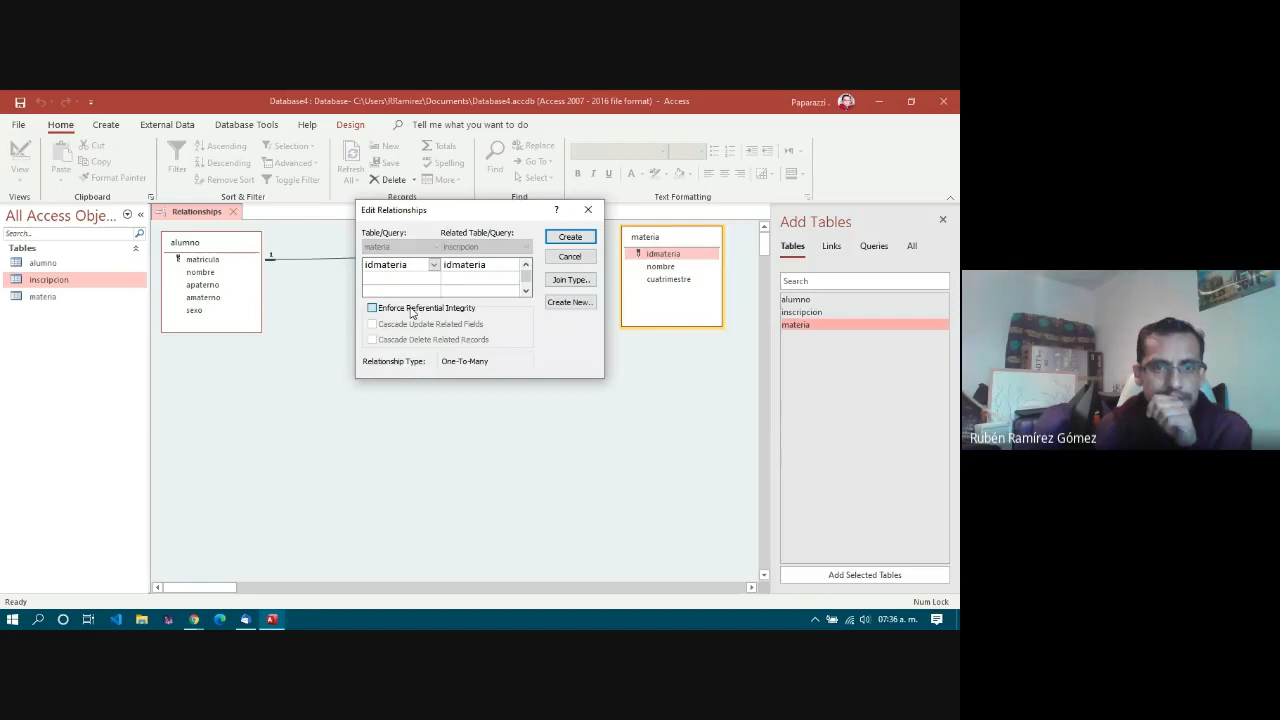 Database4 : Database- C:\Users\RRamirez\Documents\Database4.accdb (Access 2007 - 2016 file format) - Access
Paparazzi .
File Home Create External Data Database Tools Help Design Tell me what you want to do
View
Views
Paste
Cut
Copy
Format Painter
Clipboard
Filter
Ascending
Descending
Remove Sort
Selection
Advanced
Toggle Filter
Sort & Filter
Refresh
All
New
Save
Delete
Totals
Spelling
More
Records
Find
Replace
Go To
Select
Find
B I U A
Text Formatting
All Access Obje...
Search...
Tables
alumno
inscripcion
materia
Relationships
alumno
matricula
nombre
apaterno
amaterno
sexo
1
Edit Relationships
?
Table/Query: Related Table/Query:
materia inscripcion
idmateria idmateria
Enforce Referential Integrity
Cascade Update Related Fields
Cascade Delete Related Records
Relationship Type: One-To-Many
Create
Cancel
Join Type..
Create New..
materia
idmateria
nombre
cuatrimestre
Add Tables
Tables Links Queries All
Search
alumno
inscripcion
materia
Add Selected Tables
Ready
Num Lock
07:36 a. m.
Rubén Ramírez Gómez